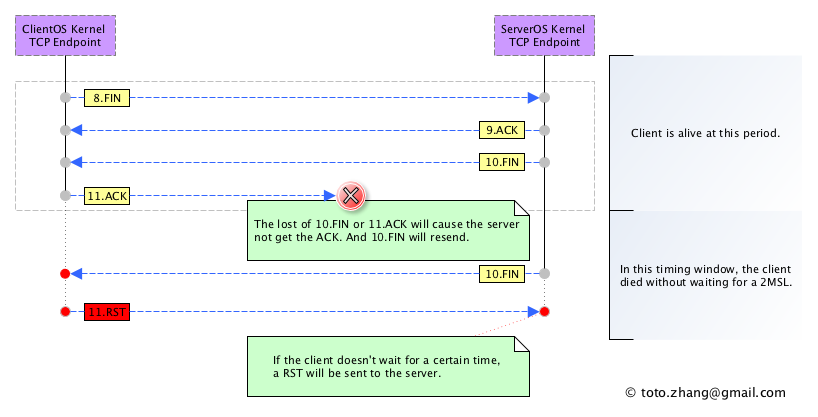 ClientOS Kernel
TCP Endpoint
ServerOS Kernel
TCP Endpoint
8.FIN
9.ACK
Client is alive at this period.
10.FIN
11.ACK
The lost of 10.FIN or 11.ACK will cause the server
not get the ACK. And 10.FIN will resend.
10.FIN
In this timing window, the client
died without waiting for a 2MSL.
11.RST
If the client doesn't wait for a certain time,
a RST will be sent to the server.
© toto.zhang@gmail.com